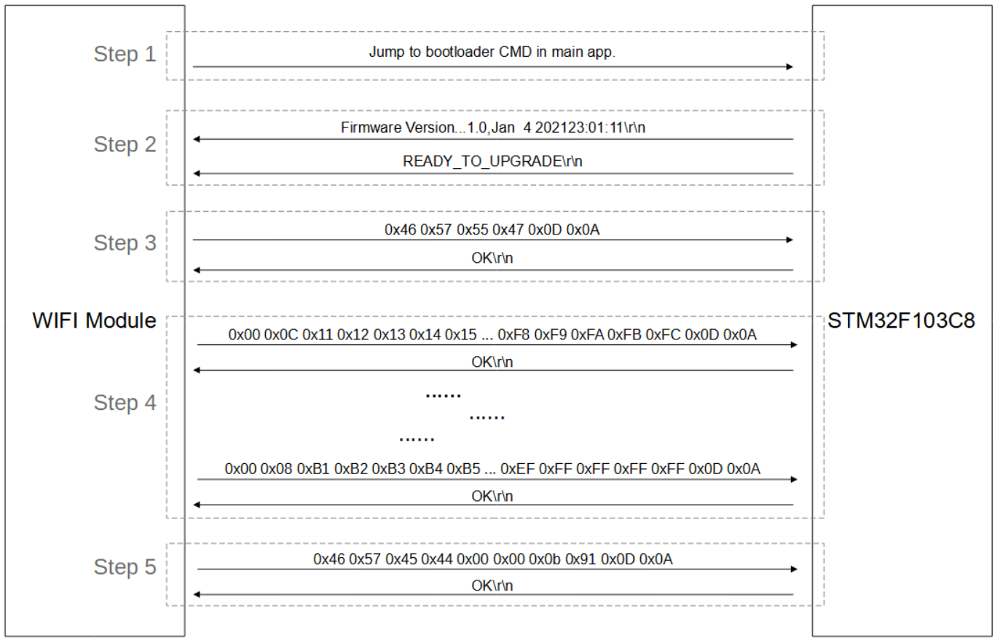 Step 1
Jump to bootloader CMD in main app.
Step 2
Firmware Version...1.0,Jan  4 202123:01:11\r\n
READY_TO_UPGRADE\r\n
Step 3
0x46 0x57 0x55 0x47 0x0D 0x0A
OK\r\n
WIFI Module
STM32F103C8
Step 4
0x00 0x0C 0x11 0x12 0x13 0x14 0x15 ... 0xF8 0xF9 0xFA 0xFB 0xFC 0x0D 0x0A
OK\r\n
......
......
......
0x00 0x08 0xB1 0xB2 0xB3 0xB4 0xB5 ... 0xEF 0xFF 0xFF 0xFF 0xFF 0x0D 0x0A
OK\r\n
Step 5
0x46 0x57 0x45 0x44 0x00 0x00 0x0b 0x91 0x0D 0x0A
OK\r\n